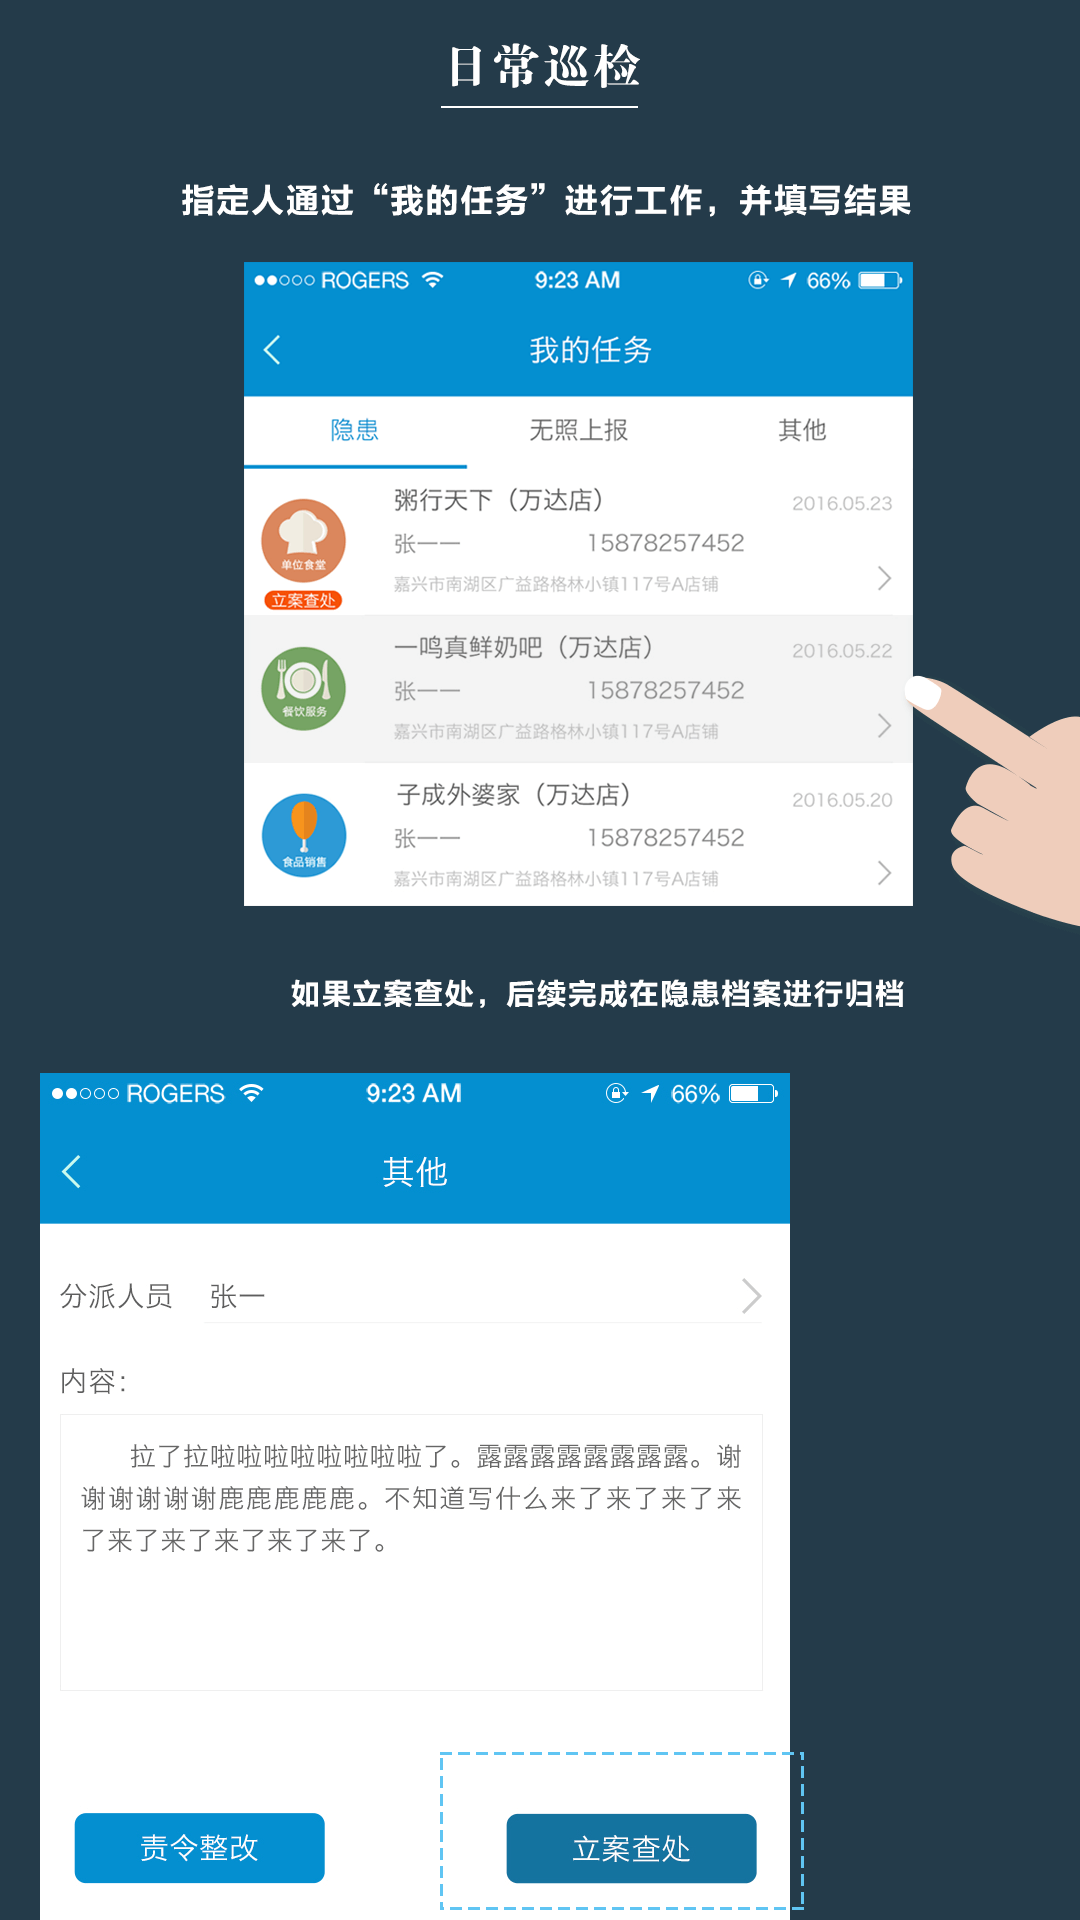 日常巡检
指定人通过“我的任务”进行工作，并填写结果
ROGERS 9:23 AM 66%
我的任务
隐患 无照上报 其他
粥行天下（万达店） 2016.05.23
张一一 15878257452
单位食堂
嘉兴市南湖区广益路格林小镇117号A店铺
立案查处
一鸣真鲜奶吧（万达店） 2016.05.22
张一一 15878257452
餐饮服务
嘉兴市南湖区广益路格林小镇117号A店铺
子成外婆家（万达店） 2016.05.20
张一一 15878257452
食品销售
嘉兴市南湖区广益路格林小镇117号A店铺
如果立案查处，后续完成在隐患档案进行归档
ROGERS 9:23 AM 66%
其他
分派人员 张一
内容：
拉了拉啦啦啦啦啦啦啦啦了。露露露露露露露露。谢
谢谢谢谢谢鹿鹿鹿鹿鹿。不知道写什么来了来了来了来
了来了来了来了来了来了。
责令整改 立案查处